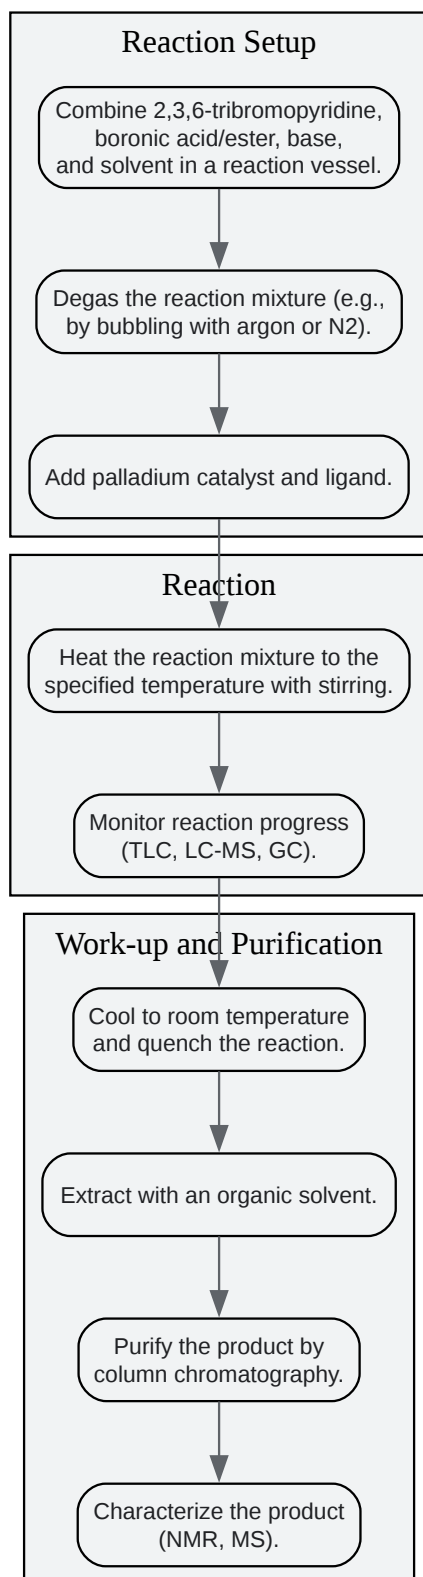 Reaction Setup
Combine 2,3,6-tribromopyridine,
boronic acid/ester, base,
and solvent in a reaction vessel.
Degas the reaction mixture (e.g.,
by bubbling with argon or N2).
Add palladium catalyst and ligand.
Reaction
Heat the reaction mixture to the
specified temperature with stirring.
Monitor reaction progress
(TLC, LC-MS, GC).
Work-up and Purification
Cool to room temperature
and quench the reaction.
Extract with an organic solvent.
Purify the product by
column chromatography.
Characterize the product
(NMR, MS).